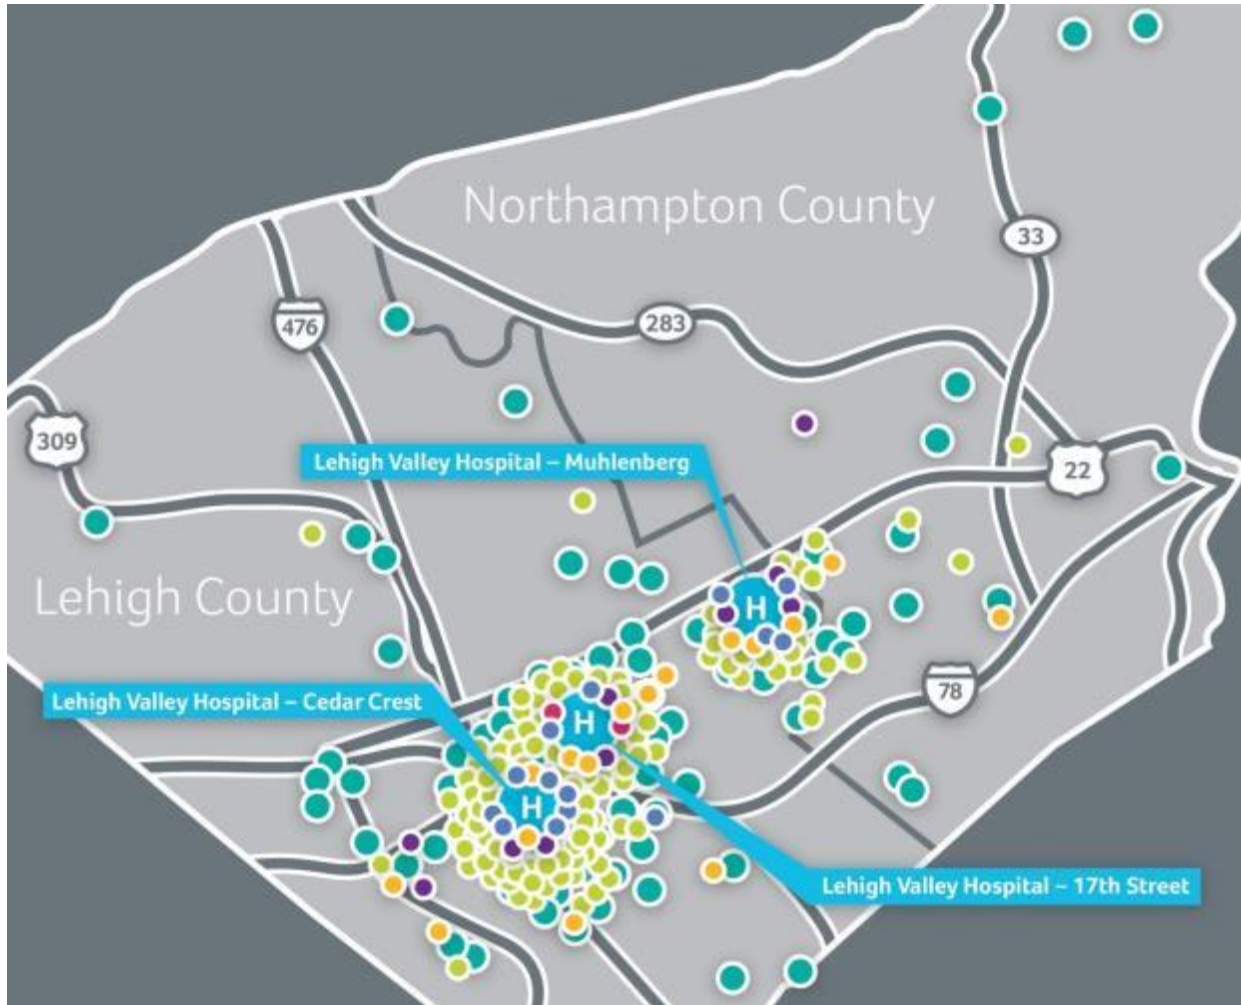 Northampton County
33
476
283
309
22
Lehigh Valley Hospital – Muhlenberg
Lehigh County
H
78
Lehigh Valley Hospital – Cedar Crest
H
H
Lehigh Valley Hospital – 17th Street